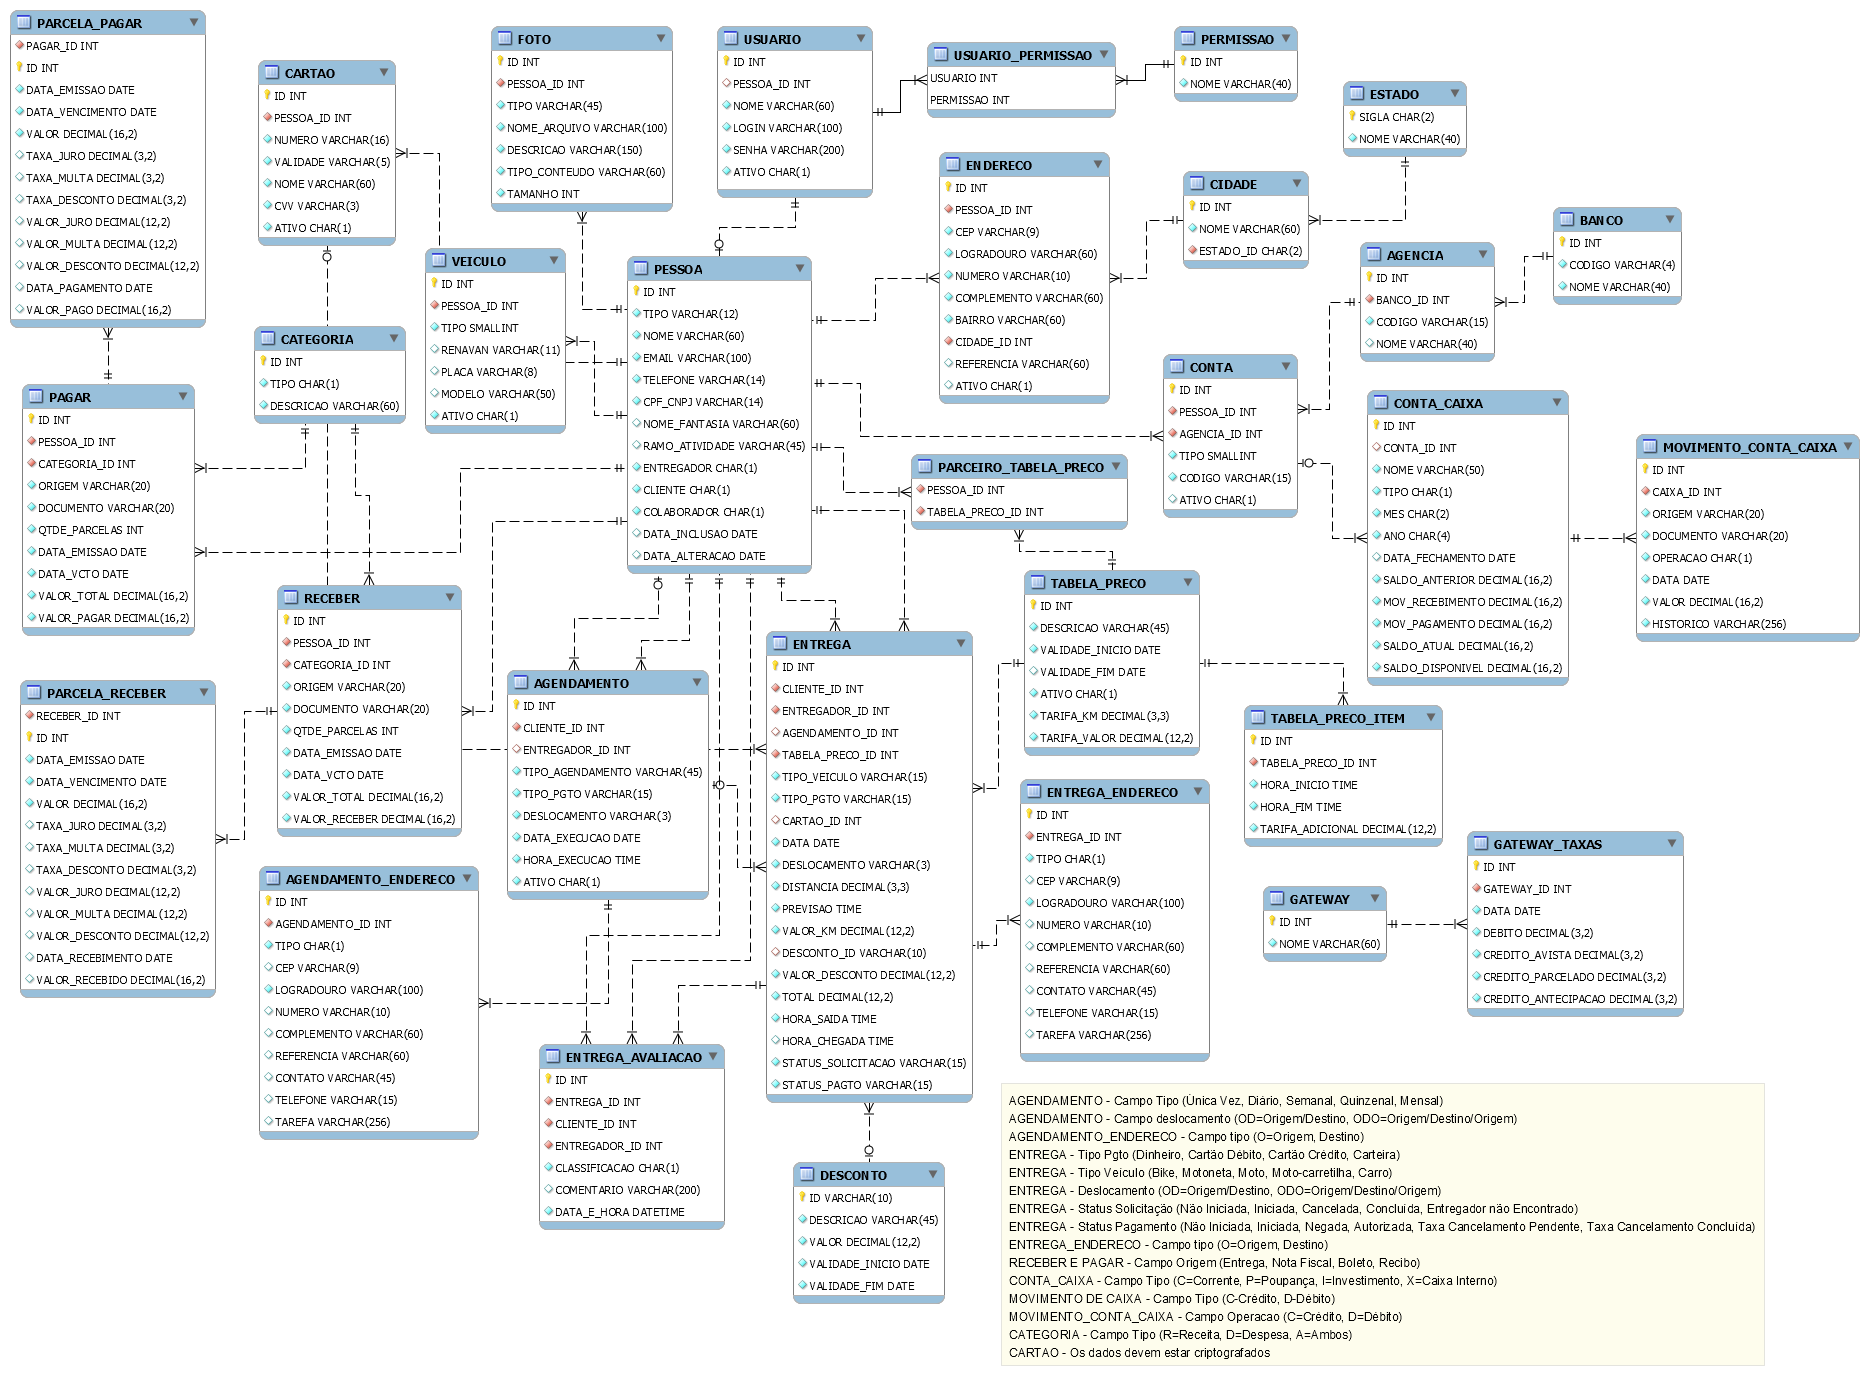 PARCELA_PAGAR
PAGAR_ID INT
ID INT
DATA_EMISSAO DATE
DATA_VENCIMENTO DATE
VALOR DECIMAL(16,2)
TAXA_JURO DECIMAL(3,2)
TAXA_MULTA DECIMAL(3,2)
TAXA_DESCONTO DECIMAL(3,2)
VALOR_JURO DECIMAL(12,2)
VALOR_MULTA DECIMAL(12,2)
VALOR_DESCONTO DECIMAL(12,2)
DATA_PAGAMENTO DATE
VALOR_PAGO DECIMAL(16,2)
CARTAO
ID INT
PESSOA_ID INT
NUMERO VARCHAR(16)
VALIDADE VARCHAR(5)
NOME VARCHAR(60)
CVV VARCHAR(3)
ATIVO CHAR(1)
FOTO
ID INT
PESSOA_ID INT
TIPO VARCHAR(45)
NOME_ARQUIVO VARCHAR(100)
DESCRICAO VARCHAR(150)
TIPO_CONTEUDO VARCHAR(60)
TAMANHO INT
USUARIO
ID INT
PESSOA_ID INT
NOME VARCHAR(60)
LOGIN VARCHAR(100)
SENHA VARCHAR(200)
ATIVO CHAR(1)
USUARIO_PERMISSAO
USUARIO INT
PERMISSAO INT
PERMISSAO
ID INT
NOME VARCHAR(40)
ESTADO
SIGLA CHAR(2)
NOME VARCHAR(40)
ENDERECO
ID INT
PESSOA_ID INT
CEP VARCHAR(9)
LOGRADOURO VARCHAR(60)
NUMERO VARCHAR(10)
COMPLEMENTO VARCHAR(60)
BAIRRO VARCHAR(60)
CIDADE_ID INT
REFERENCIA VARCHAR(60)
ATIVO CHAR(1)
CIDADE
ID INT
NOME VARCHAR(60)
ESTADO_ID CHAR(2)
BANCO
ID INT
CODIGO VARCHAR(4)
NOME VARCHAR(40)
AGENCIA
ID INT
BANCO_ID INT
CODIGO VARCHAR(15)
NOME VARCHAR(40)
VEICULO
ID INT
PESSOA_ID INT
TIPO SMALLINT
RENAVAN VARCHAR(11)
PLACA VARCHAR(8)
MODELO VARCHAR(50)
ATIVO CHAR(1)
PESSOA
ID INT
TIPO VARCHAR(12)
NOME VARCHAR(60)
EMAIL VARCHAR(100)
TELEFONE VARCHAR(14)
CPF_CNPJ VARCHAR(14)
NOME_FANTASIA VARCHAR(60)
RAMO_ATIVIDADE VARCHAR(45)
ENTREGADOR CHAR(1)
CLIENTE CHAR(1)
COLABORADOR CHAR(1)
DATA_INCLUSAO DATE
DATA_ALTERACAO DATE
CATEGORIA
ID INT
TIPO CHAR(1)
DESCRICAO VARCHAR(60)
CONTA
ID INT
PESSOA_ID INT
AGENCIA_ID INT
TIPO SMALLINT
CODIGO VARCHAR(15)
ATIVO CHAR(1)
CONTA_CAIXA
ID INT
CONTA_ID INT
NOME VARCHAR(50)
TIPO CHAR(1)
MES CHAR(2)
ANO CHAR(4)
DATA_FECHAMENTO DATE
SALDO_ANTERIOR DECIMAL(16,2)
MOV_RECEBIMENTO DECIMAL(16,2)
MOV_PAGAMENTO DECIMAL(16,2)
SALDO_ATUAL DECIMAL(16,2)
SALDO_DISPONIVEL DECIMAL(16,2)
MOVIMENTO_CONTA_CAIXA
ID INT
CAIXA_ID INT
ORIGEM VARCHAR(20)
DOCUMENTO VARCHAR(20)
OPERACAO CHAR(1)
DATA DATE
VALOR DECIMAL(16,2)
HISTORICO VARCHAR(256)
PAGAR
ID INT
PESSOA_ID INT
CATEGORIA_ID INT
ORIGEM VARCHAR(20)
DOCUMENTO VARCHAR(20)
QTDE_PARCELAS INT
DATA_EMISSAO DATE
DATA_VCTO DATE
VALOR_TOTAL DECIMAL(16,2)
VALOR_PAGAR DECIMAL(16,2)
PARCEIRO_TABELA_PRECO
PESSOA_ID INT
TABELA_PRECO_ID INT
RECEBER
ID INT
PESSOA_ID INT
CATEGORIA_ID INT
ORIGEM VARCHAR(20)
DOCUMENTO VARCHAR(20)
QTDE_PARCELAS INT
DATA_EMISSAO DATE
DATA_VCTO DATE
VALOR_TOTAL DECIMAL(16,2)
VALOR_RECEBER DECIMAL(16,2)
TABELA_PRECO
ID INT
DESCRICAO VARCHAR(45)
VALIDADE_INICIO DATE
VALIDADE_FIM DATE
ATIVO CHAR(1)
TARIFA_KM DECIMAL(3,3)
TARIFA_VALOR DECIMAL(12,2)
PARCELA_RECEBER
RECEBER_ID INT
ID INT
DATA_EMISSAO DATE
DATA_VENCIMENTO DATE
VALOR DECIMAL(16,2)
TAXA_JURO DECIMAL(3,2)
TAXA_MULTA DECIMAL(3,2)
TAXA_DESCONTO DECIMAL(3,2)
VALOR_JURO DECIMAL(12,2)
VALOR_MULTA DECIMAL(12,2)
VALOR_DESCONTO DECIMAL(12,2)
DATA_RECEBIMENTO DATE
VALOR_RECEBIDO DECIMAL(16,2)
AGENDAMENTO
ID INT
CLIENTE_ID INT
ENTREGADOR_ID INT
TIPO_AGENDAMENTO VARCHAR(45)
TIPO_PGTO VARCHAR(15)
DESLOCAMENTO VARCHAR(3)
DATA_EXECUCAO DATE
HORA_EXECUCAO TIME
ATIVO CHAR(1)
ENTREGA
ID INT
CLIENTE_ID INT
ENTREGADOR_ID INT
AGENDAMENTO_ID INT
TABELA_PRECO_ID INT
TIPO_VEICULO VARCHAR(15)
TIPO_PGTO VARCHAR(15)
CARTAO_ID INT
DATA DATE
DESLOCAMENTO VARCHAR(3)
DISTANCIA DECIMAL(3,3)
PREVISAO TIME
VALOR_KM DECIMAL(12,2)
DESCONTO_ID VARCHAR(10)
VALOR_DESCONTO DECIMAL(12,2)
TOTAL DECIMAL(12,2)
HORA_SAIDA TIME
HORA_CHEGADA TIME
STATUS_SOLICITACAO VARCHAR(15)
STATUS_PAGTO VARCHAR(15)
TABELA_PRECO_ITEM
ID INT
TABELA_PRECO_ID INT
HORA_INICIO TIME
HORA_FIM TIME
TARIFA_ADICIONAL DECIMAL(12,2)
ENTREGA_ENDERECO
ID INT
ENTREGA_ID INT
TIPO CHAR(1)
CEP VARCHAR(9)
LOGRADOURO VARCHAR(100)
NUMERO VARCHAR(10)
COMPLEMENTO VARCHAR(60)
REFERENCIA VARCHAR(60)
CONTATO VARCHAR(45)
TELEFONE VARCHAR(15)
TAREFA VARCHAR(256)
GATEWAY
ID INT
NOME VARCHAR(60)
GATEWAY_TAXAS
ID INT
GATEWAY_ID INT
DATA DATE
DEBITO DECIMAL(3,2)
CREDITO_AVISTA DECIMAL(3,2)
CREDITO_PARCELADO DECIMAL(3,2)
CREDITO_ANTECIPACAO DECIMAL(3,2)
AGENDAMENTO_ENDERECO
ID INT
AGENDAMENTO_ID INT
TIPO CHAR(1)
CEP VARCHAR(9)
LOGRADOURO VARCHAR(100)
NUMERO VARCHAR(10)
COMPLEMENTO VARCHAR(60)
REFERENCIA VARCHAR(60)
CONTATO VARCHAR(45)
TELEFONE VARCHAR(15)
TAREFA VARCHAR(256)
ENTREGA_AVALIACAO
ID INT
ENTREGA_ID INT
CLIENTE_ID INT
ENTREGADOR_ID INT
CLASSIFICACAO CHAR(1)
COMENTARIO VARCHAR(200)
DATA_E_HORA DATETIME
DESCONTO
ID VARCHAR(10)
DESCRICAO VARCHAR(45)
VALOR DECIMAL(12,2)
VALIDADE_INICIO DATE
VALIDADE_FIM DATE
AGENDAMENTO - Campo Tipo (Única Vez, Diário, Semanal, Quinzenal, Mensal)
AGENDAMENTO - Campo deslocamento (OD=Origem/Destino, ODO=Origem/Destino/Origem)
AGENDAMENTO_ENDERECO - Campo tipo (O=Origem, Destino)
ENTREGA - Tipo Pgto (Dinheiro, Cartão Débito, Cartão Crédito, Carteira)
ENTREGA - Tipo Veículo (Bike, Motoneta, Moto, Moto-carretilha, Carro)
ENTREGA - Deslocamento (OD=Origem/Destino, ODO=Origem/Destino/Origem)
ENTREGA - Status Solicitação (Não Iniciada, Iniciada, Cancelada, Concluída, Entregador não Encontrado)
ENTREGA - Status Pagamento (Não Iniciada, Iniciada, Negada, Autorizada, Taxa Cancelamento Pendente, Taxa Cancelamento Concluída)
ENTREGA_ENDERECO - Campo tipo (O=Origem, Destino)
RECEBER E PAGAR - Campo Origem (Entrega, Nota Fiscal, Boleto, Recibo)
CONTA_CAIXA - Campo Tipo (C=Corrente, P=Poupança, I=Investimento, X=Caixa Interno)
MOVIMENTO DE CAIXA - Campo Tipo (C-Crédito, D-Débito)
MOVIMENTO_CONTA_CAIXA - Campo Operacao (C=Crédito, D=Débito)
CATEGORIA - Campo Tipo (R=Receita, D=Despesa, A=Ambos)
CARTAO - Os dados devem estar criptografados